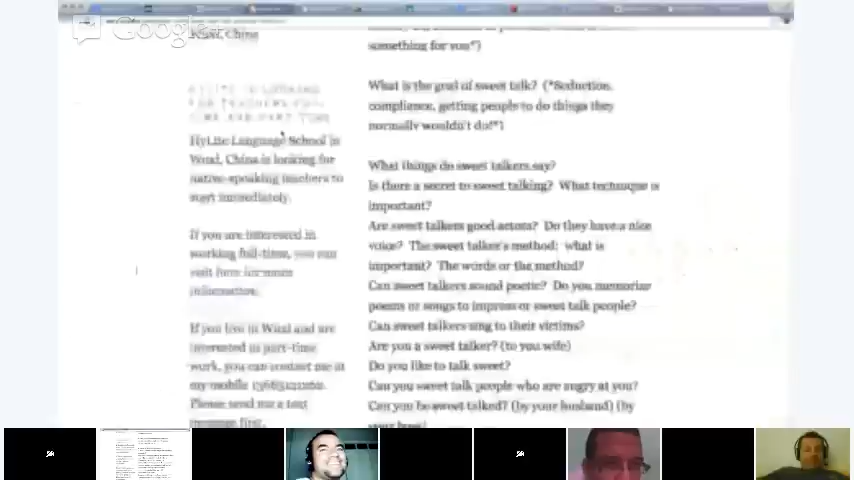 Google+
Wuxi, China
HyLite Language School in
Wuxi, China is looking for
native-speaking teachers to
start immediately.
If you are interested in
working full-time, you can
visit here for more
information.
If you live in Wuxi and are
interested in part-time
work, you can contact me at
my mobile
Please send me a text
message first.
something for you*)
What is the goal of sweet talk? (*Seduction,
compliance, getting people to do things they
normally wouldn't do!*)
What things do sweet talkers say?
Is there a secret to sweet talking? What technique is
important?
Are sweet talkers good actors? Do they have a nice
voice? The sweet talker's method: what is
important? The words or the method?
Can sweet talkers sound poetic? Do you memorize
poems or songs to impress or sweet talk people?
Can sweet talkers sing to their victims?
Are you a sweet talker? (to you wife)
Do you like to talk sweet?
Can you sweet talk people who are angry at you?
Can you be sweet talked? (by your husband) (by
your boss)